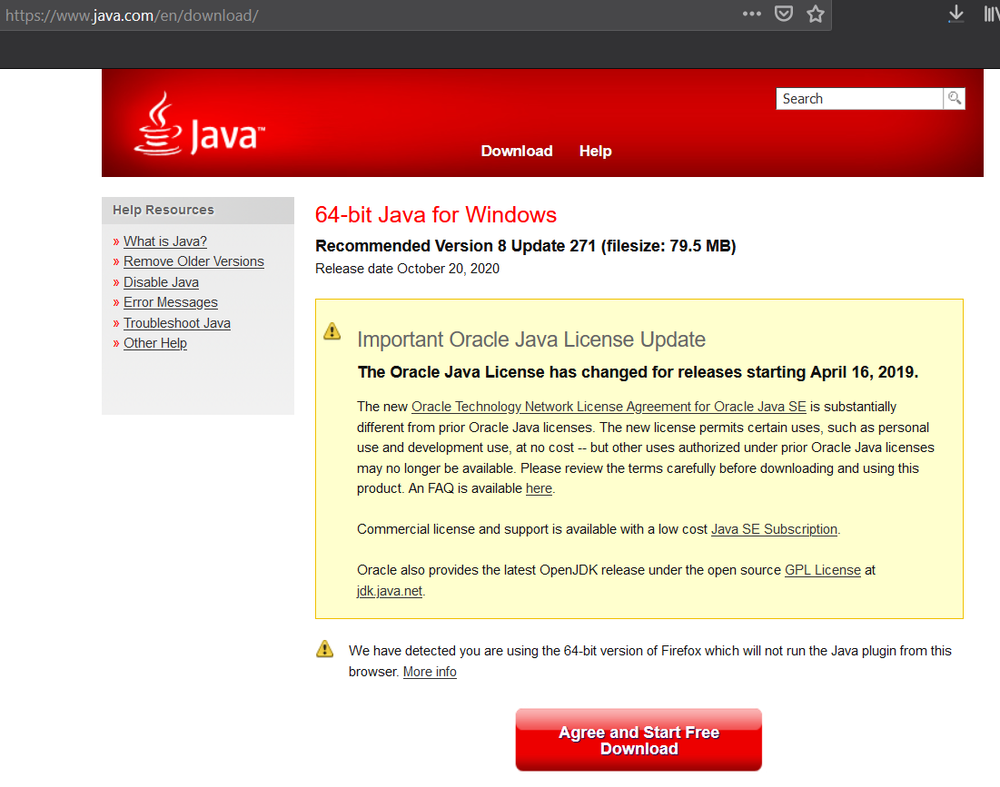 https://www.java.com/en/download/
Search
Java™
Download Help
Help Resources
» What is Java?
» Remove Older Versions
» Disable Java
» Error Messages
» Troubleshoot Java
» Other Help
64-bit Java for Windows
Recommended Version 8 Update 271 (filesize: 79.5 MB)
Release date October 20, 2020
Important Oracle Java License Update
The Oracle Java License has changed for releases starting April 16, 2019.
The new Oracle Technology Network License Agreement for Oracle Java SE is substantially
different from prior Oracle Java licenses. The new license permits certain uses, such as personal
use and development use, at no cost -- but other uses authorized under prior Oracle Java licenses
may no longer be available. Please review the terms carefully before downloading and using this
product. An FAQ is available here.
Commercial license and support is available with a low cost Java SE Subscription.
Oracle also provides the latest OpenJDK release under the open source GPL License at
jdk.java.net.
We have detected you are using the 64-bit version of Firefox which will not run the Java plugin from this
browser. More info
Agree and Start Free
Download